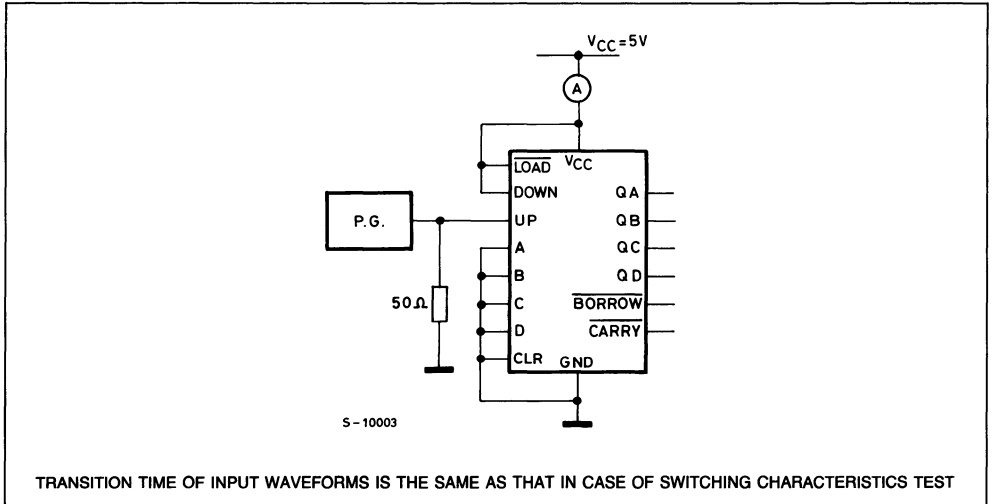 VCC=5V
A
LOAD VCC
DOWN QA
P.G. UP QB
A QC
B QD
50Ω C BORROW
D CARRY
CLR GND
S-10003
TRANSITION TIME OF INPUT WAVEFORMS IS THE SAME AS THAT IN CASE OF SWITCHING CHARACTERISTICS TEST